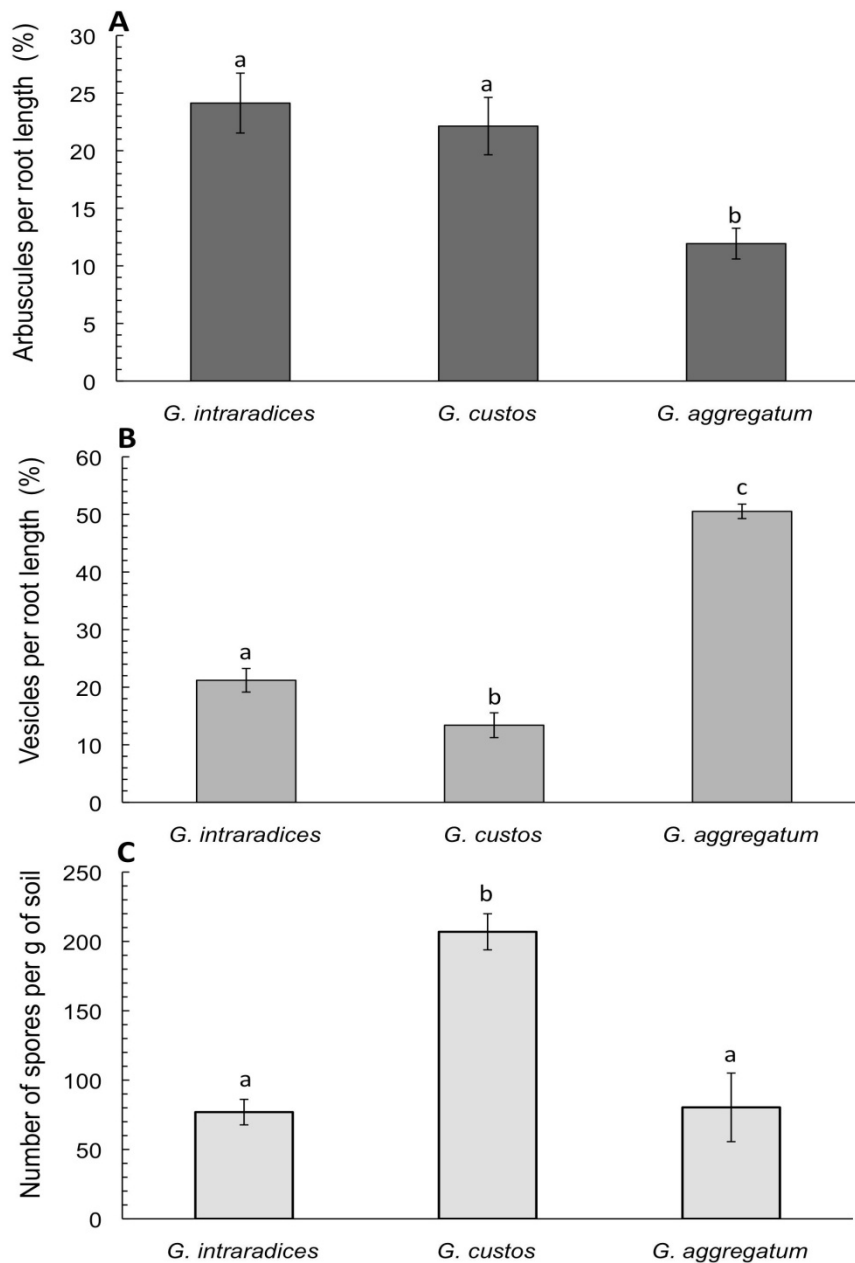 A
Arbuscules per root length (%)
30
25
20
15
10
5
0
a
a
b
G. intraradices
G. custos
G. aggregatum
B
Vesicles per root length (%)
60
50
40
30
20
10
0
a
b
c
G. intraradices
G. custos
G. aggregatum
C
Number of spores per g of soil
250
200
150
100
50
0
a
b
a
G. intraradices
G. custos
G. aggregatum